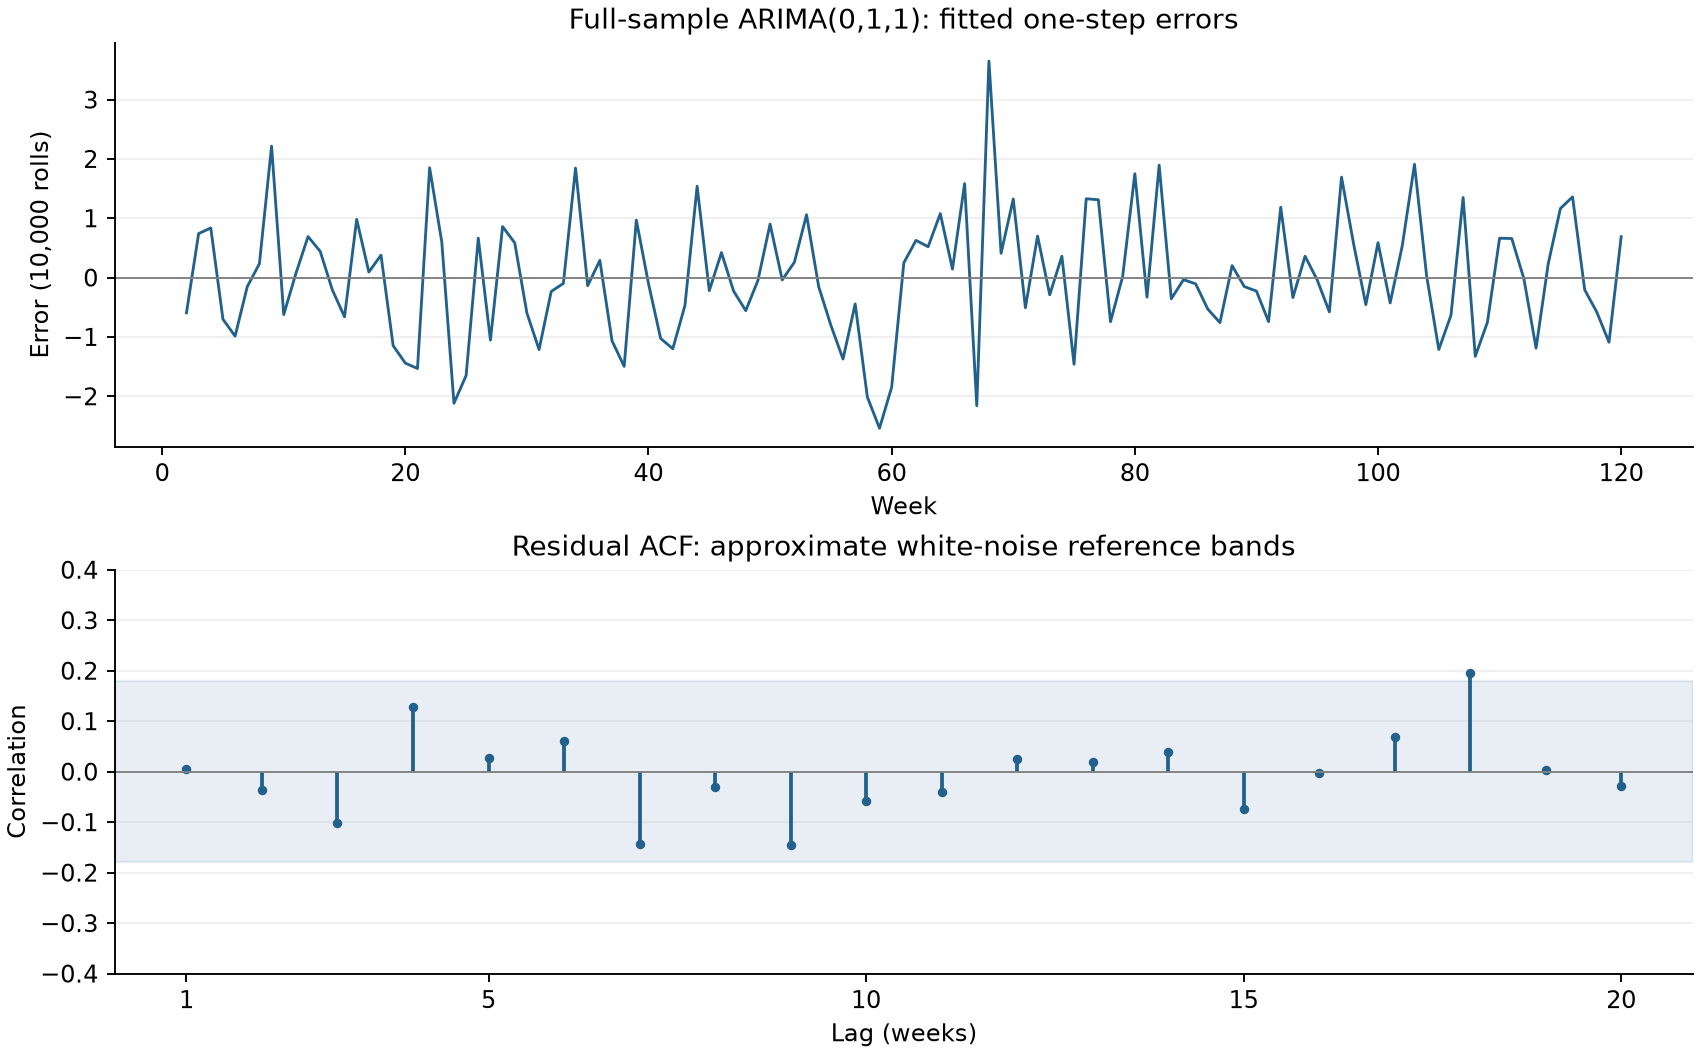 Full-sample ARIMA(0,1,1): fitted one-step errors
Error (10,000 rolls)
3
2
1
0
−1
−2
0 20 40 60 80 100 120
Week
Residual ACF: approximate white-noise reference bands
Correlation
0.4
0.3
0.2
0.1
0.0
−0.1
−0.2
−0.3
−0.4
1 5 10 15 20
Lag (weeks)